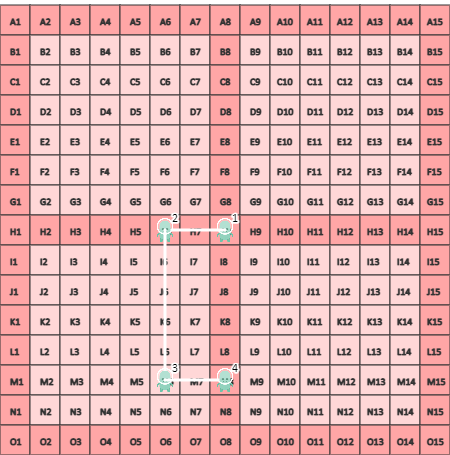 A1 A2 A3 A4 A5 A6 A7 A8 A9 A10 A11 A12 A13 A14 A15
B1 B2 B3 B4 B5 B6 B7 B8 B9 B10 B11 B12 B13 B14 B15
C1 C2 C3 C4 C5 C6 C7 C8 C9 C10 C11 C12 C13 C14 C15
D1 D2 D3 D4 D5 D6 D7 D8 D9 D10 D11 D12 D13 D14 D15
E1 E2 E3 E4 E5 E6 E7 E8 E9 E10 E11 E12 E13 E14 E15
F1 F2 F3 F4 F5 F6 F7 F8 F9 F10 F11 F12 F13 F14 F15
G1 G2 G3 G4 G5 G6 G7 G8 G9 G10 G11 G12 G13 G14 G15
2 1
H1 H2 H3 H4 H5 H7 H9 H10 H11 H12 H13 H14 H15
I1 I2 I3 I4 I5 I6 I7 I8 I9 I10 I11 I12 I13 I14 I15
J1 J2 J3 J4 J5 J6 J7 J8 J9 J10 J11 J12 J13 J14 J15
K1 K2 K3 K4 K5 K6 K7 K8 K9 K10 K11 K12 K13 K14 K15
L1 L2 L3 L4 L5 L6 L7 L8 L9 L10 L11 L12 L13 L14 L15
3 4
M1 M2 M3 M4 M5 M7 M9 M10 M11 M12 M13 M14 M15
N1 N2 N3 N4 N5 N6 N7 N8 N9 N10 N11 N12 N13 N14 N15
O1 O2 O3 O4 O5 O6 O7 O8 O9 O10 O11 O12 O13 O14 O15